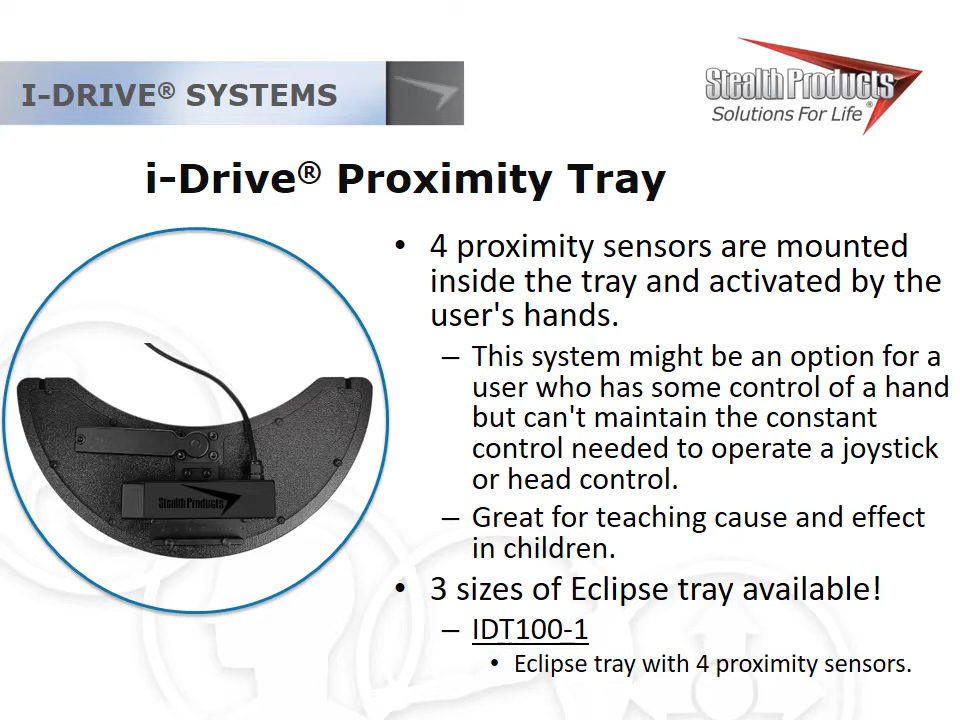 I-DRIVE® SYSTEMS
Stealth Products®
Solutions For Life
i-Drive® Proximity Tray
• 4 proximity sensors are mounted
inside the tray and activated by the
user's hands.
– This system might be an option for a
user who has some control of a hand
but can't maintain the constant
control needed to operate a joystick
or head control.
– Great for teaching cause and effect
in children.
• 3 sizes of Eclipse tray available!
– IDT100-1
• Eclipse tray with 4 proximity sensors.
Stealth Products